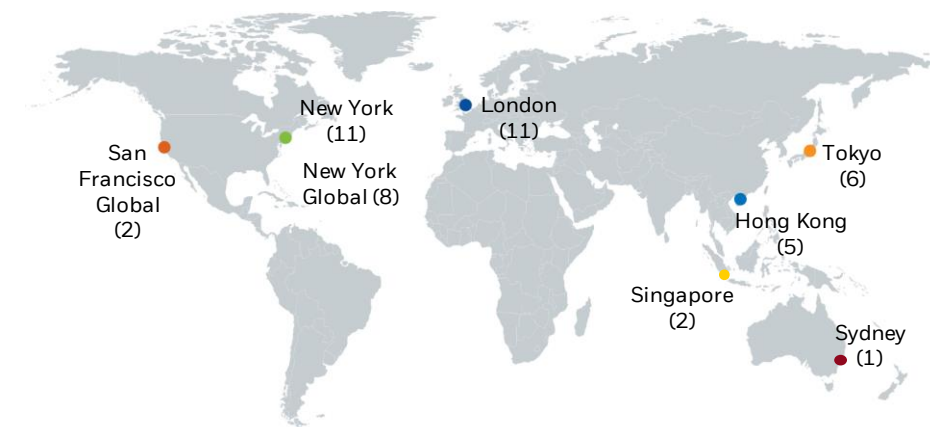 New York
(11)
New York
Global (8)
San
Francisco
Global
(2)
London
(11)
Tokyo
(6)
Hong Kong
(5)
Singapore
(2)
Sydney
(1)